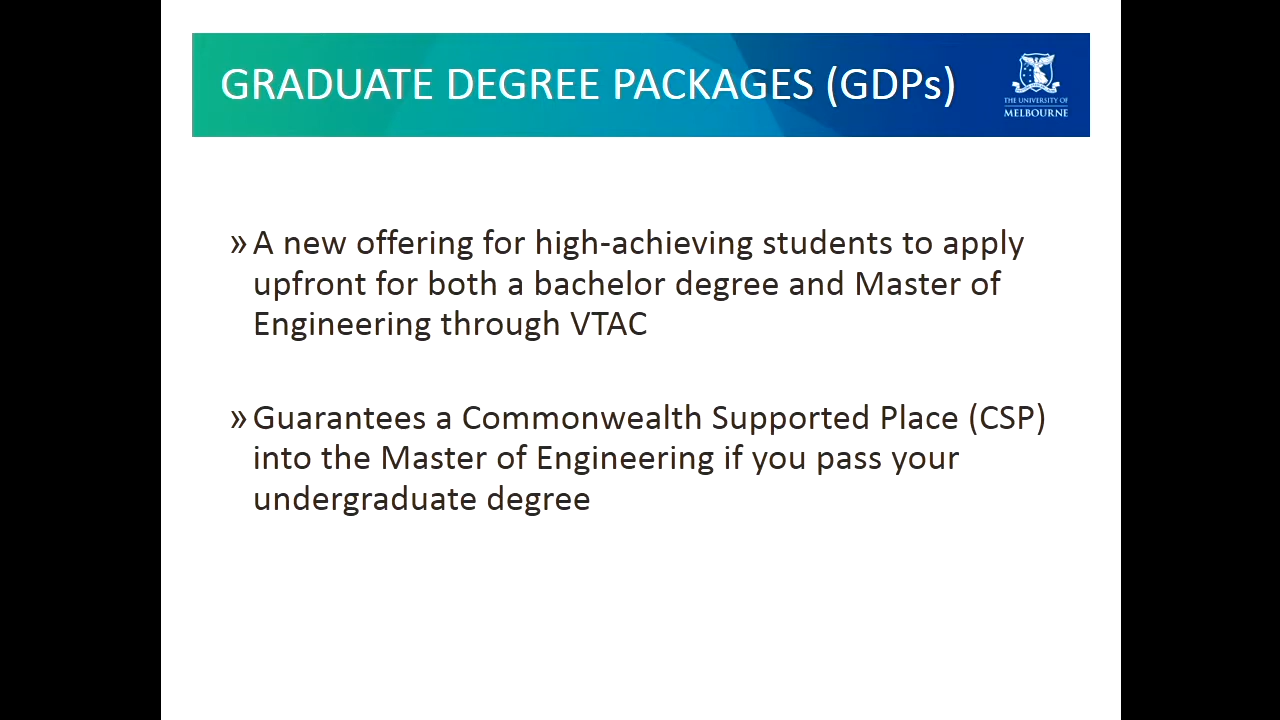 GRADUATE DEGREE PACKAGES (GDPs)
THE UNIVERSITY OF
MELBOURNE
» A new offering for high-achieving students to apply
upfront for both a bachelor degree and Master of
Engineering through VTAC
» Guarantees a Commonwealth Supported Place (CSP)
into the Master of Engineering if you pass your
undergraduate degree